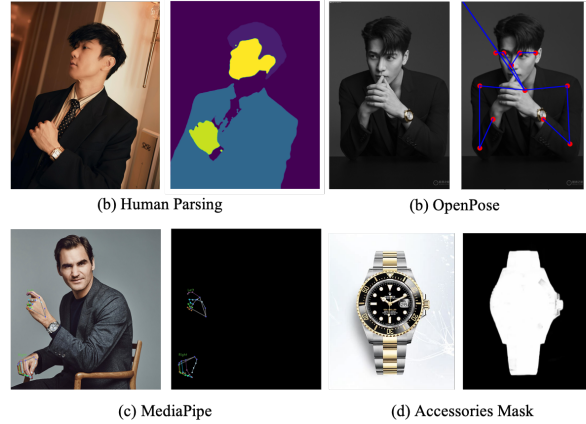 (b) Human Parsing
(b) OpenPose
(c) MediaPipe
(d) Accessories Mask